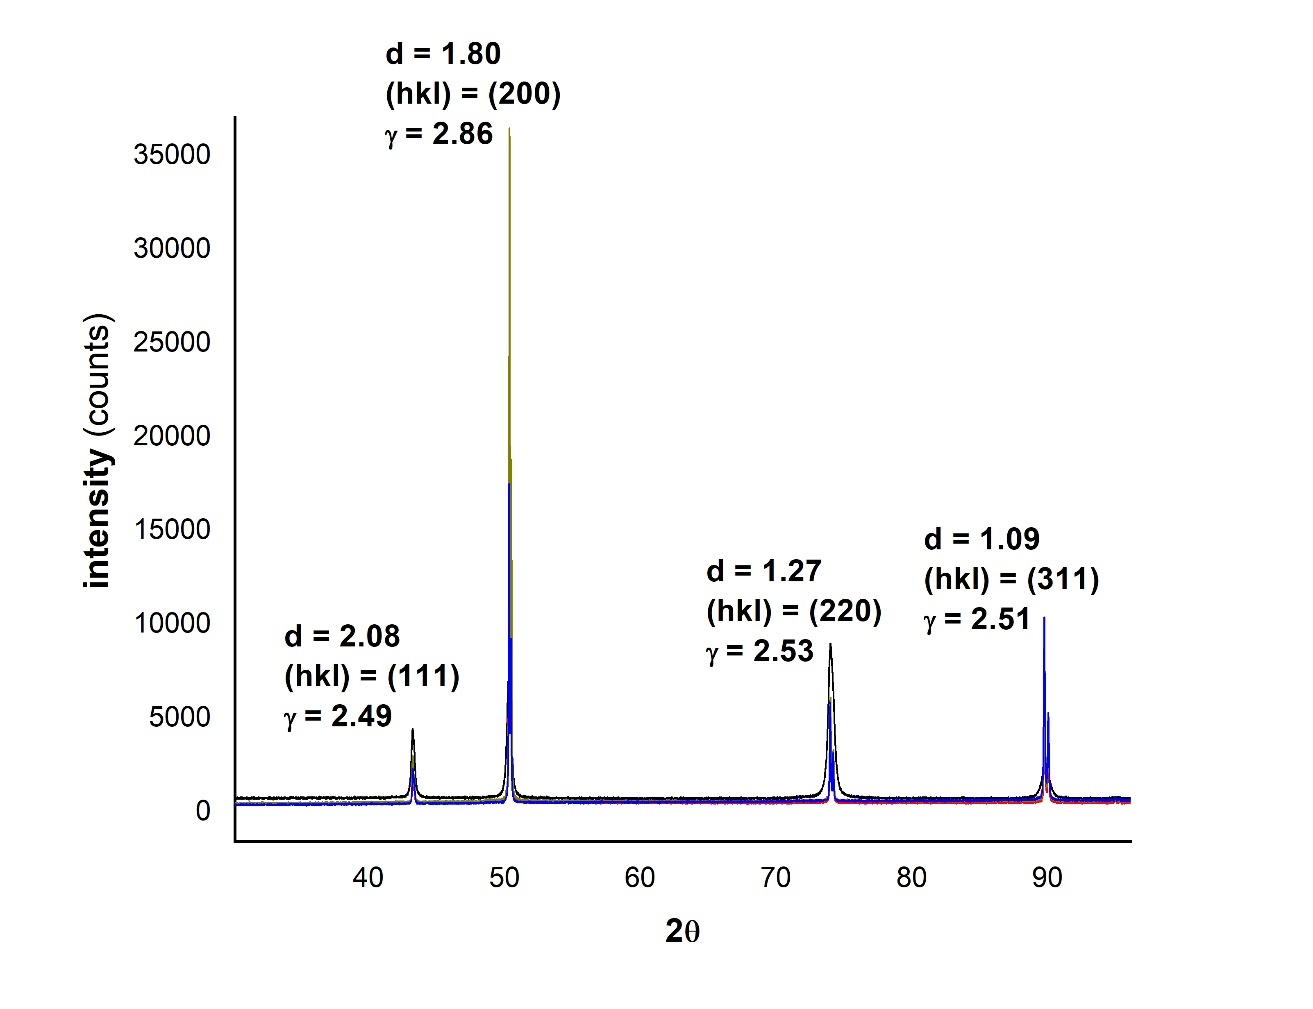 d = 1.80
(hkl) = (200)
γ = 2.86
35000
30000
25000
20000
15000
10000
5000
0
intensity (counts)
d = 2.08
(hkl) = (111)
γ = 2.49
d = 1.27
(hkl) = (220)
γ = 2.53
d = 1.09
(hkl) = (311)
γ = 2.51
40 50 60 70 80 90
2θ